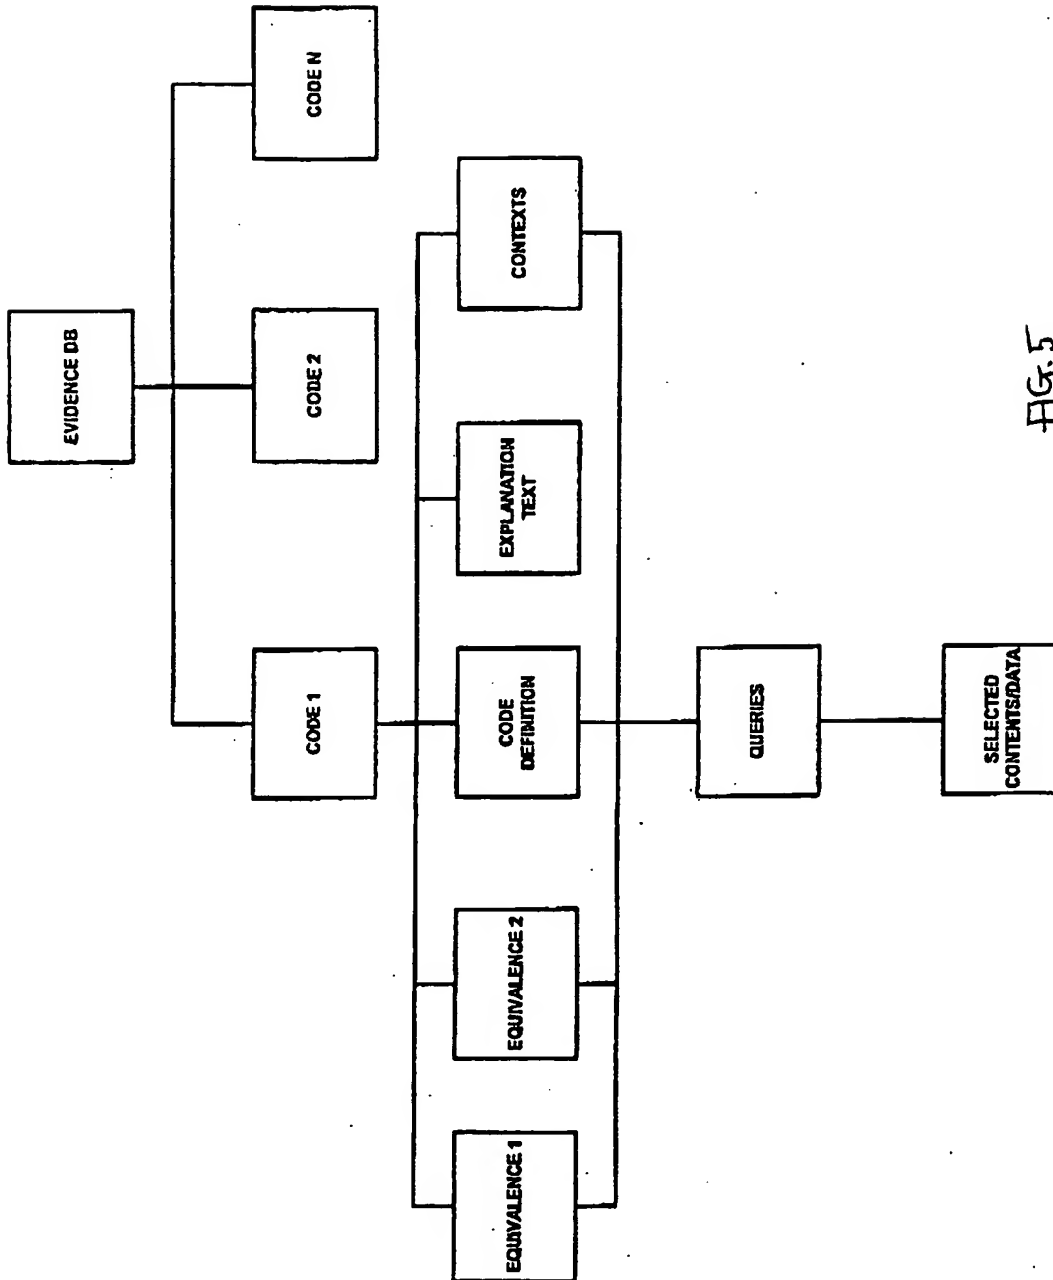 EVIDENCE DB
CODE 1
CODE 2
CODE N
EQUIVALENCE 1
EQUIVALENCE 2
CODE
DEFINITION
EXPLANATION
TEXT
CONTEXTS
QUERIES
SELECTED
CONTENTS/DATA
FIG. 5